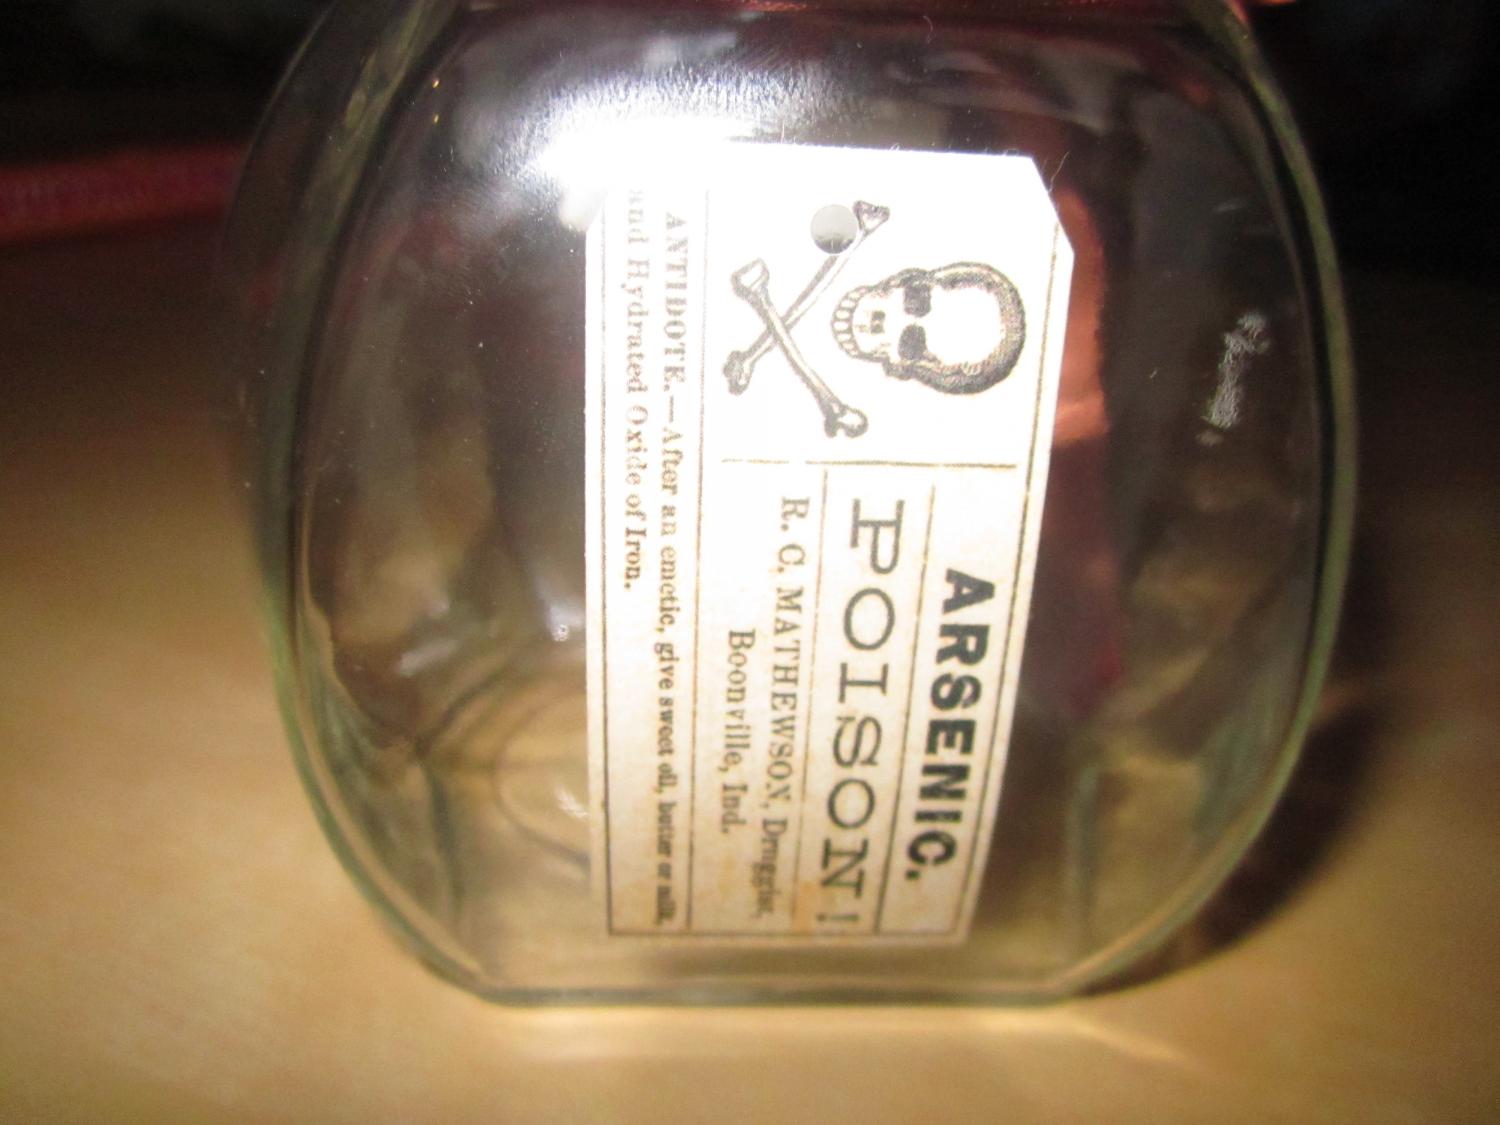 ARSENIC.
POISON!
R. C. MATHEWSON, Druggist,
Boonville, Ind.
ANTIDOTE.—After an emetic, give sweet oil, butter or milk,
and Hydrated Oxide of Iron.